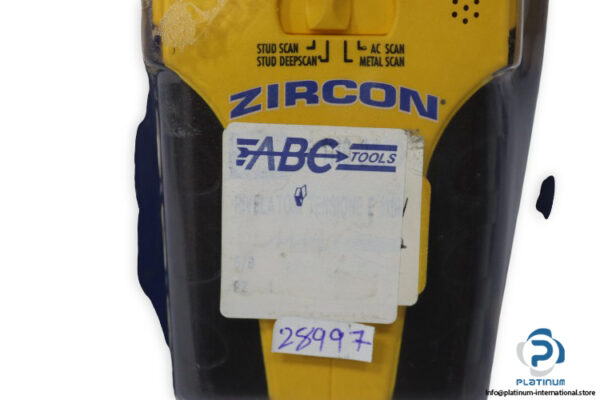 STUD SCAN
AC SCAN
STUD DEEPSCAN
METAL SCAN
ZIRCON
ABC TOOLS
28997
PLATINUM
info@platinum-international.store